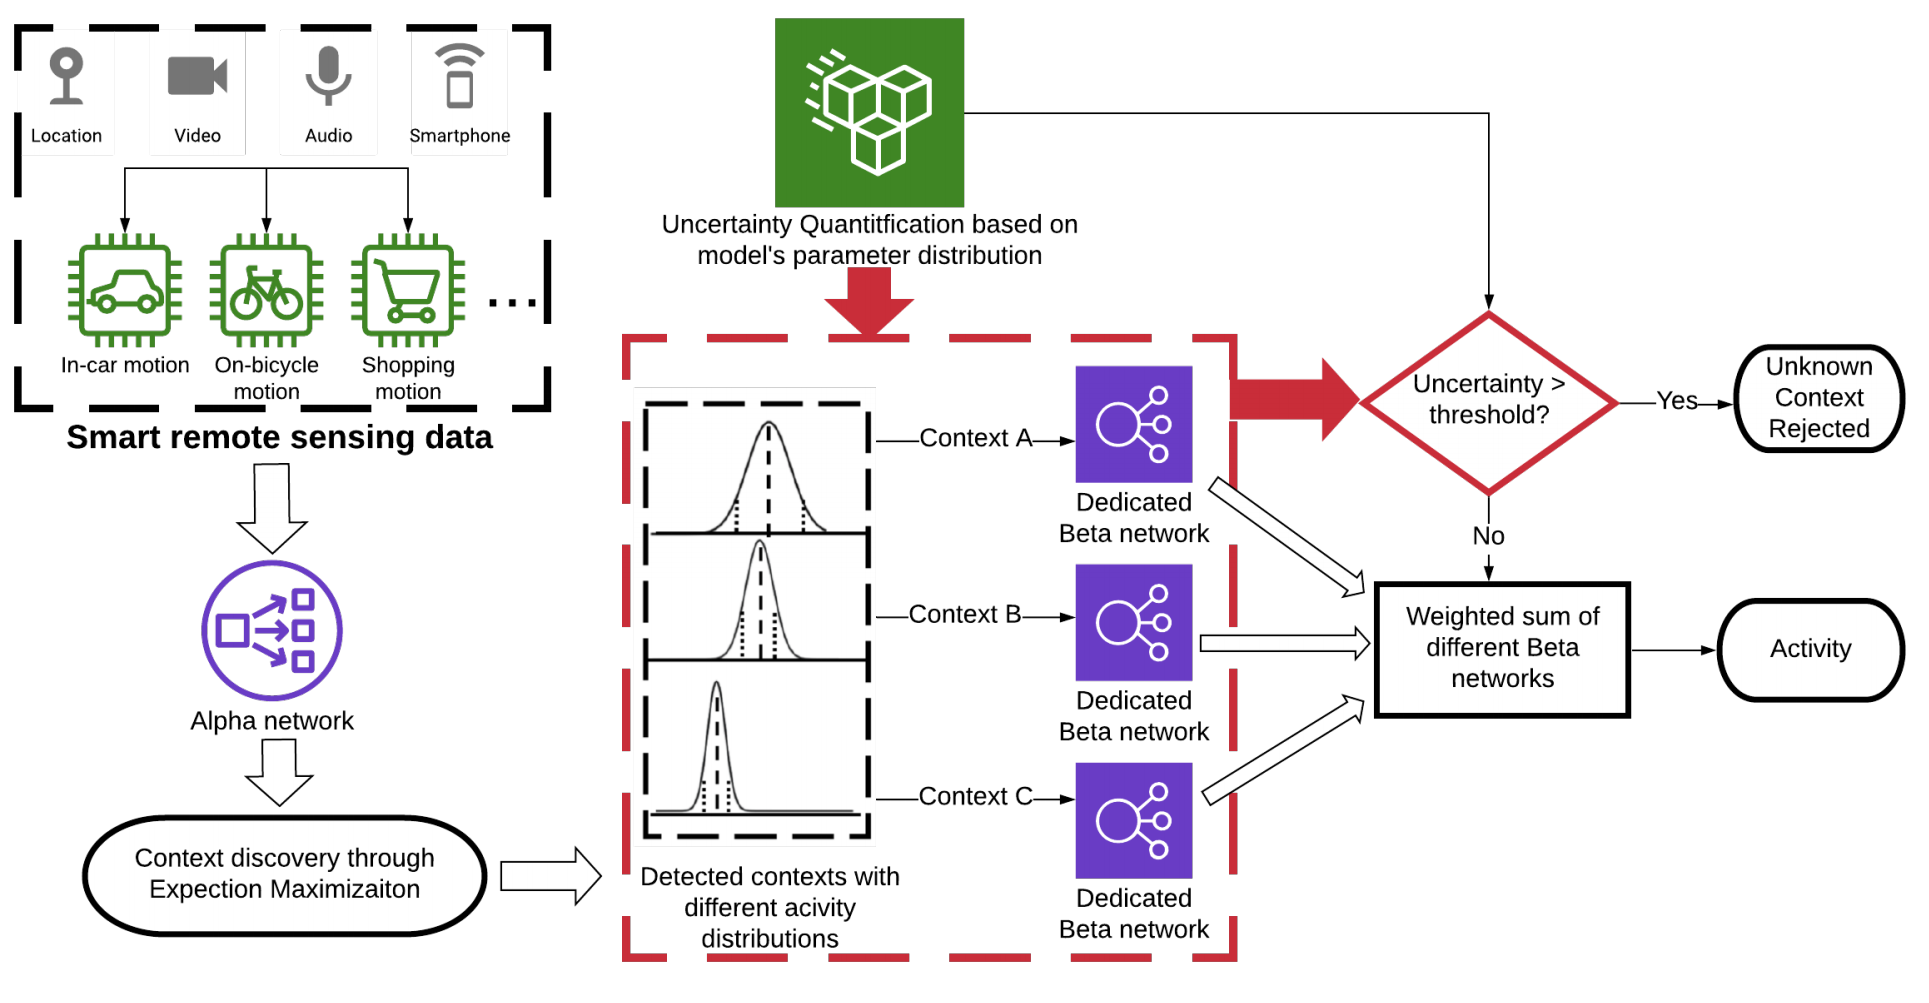 Location
Video
Audio
Smartphone
In-car motion
On-bicycle
motion
Shopping
motion
...
Smart remote sensing data
Alpha network
Context discovery through
Expection Maximizaiton
Uncertainty Quantitfication based on
model's parameter distribution
Detected contexts with
different acivity
distributions
Context A
Dedicated
Beta network
Context B
Dedicated
Beta network
Context C
Dedicated
Beta network
Uncertainty >
threshold?
Yes
Unknown
Context
Rejected
No
Weighted sum of
different Beta
networks
Activity